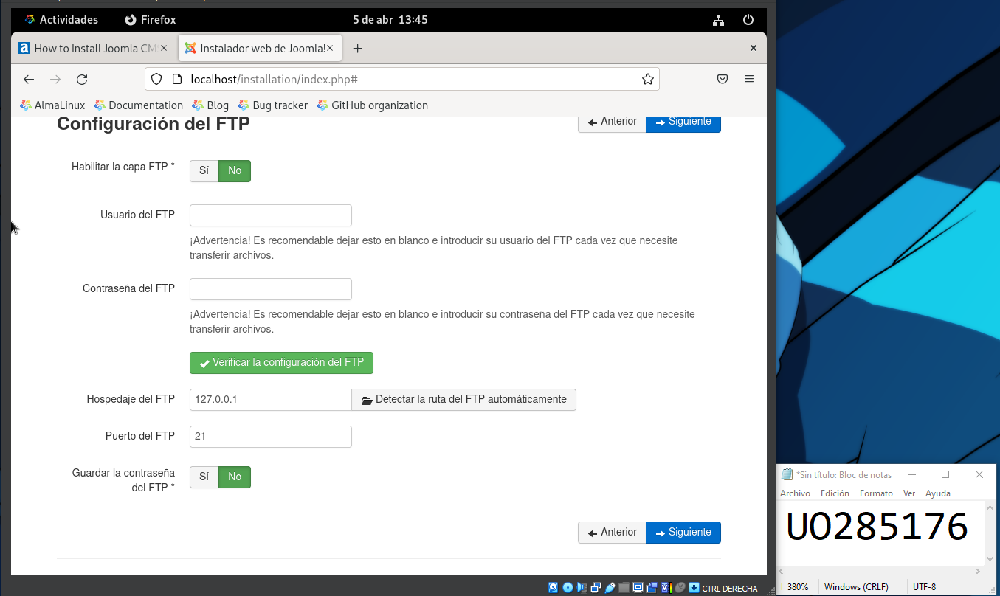 Actividades Firefox 5 de abr 13:45
How to Install Joomla CM Instalador web de Joomla!
localhost/installation/index.php#
AlmaLinux Documentation Blog Bug tracker GitHub organization
Configuración del FTP Anterior Siguiente
Habilitar la capa FTP * Sí No
Usuario del FTP
¡Advertencia! Es recomendable dejar esto en blanco e introducir su usuario del FTP cada vez que necesite
transferir archivos.
Contraseña del FTP
¡Advertencia! Es recomendable dejar esto en blanco e introducir su contraseña del FTP cada vez que necesite
transferir archivos.
Verificar la configuración del FTP
Hospedaje del FTP 127.0.0.1 Detectar la ruta del FTP automáticamente
Puerto del FTP 21
Guardar la contraseña
del FTP * Sí No
Anterior Siguiente
CTRL DERECHA
*Sin título: Bloc de notas
Archivo Edición Formato Ver Ayuda
UO285176
380% Windows (CRLF) UTF-8